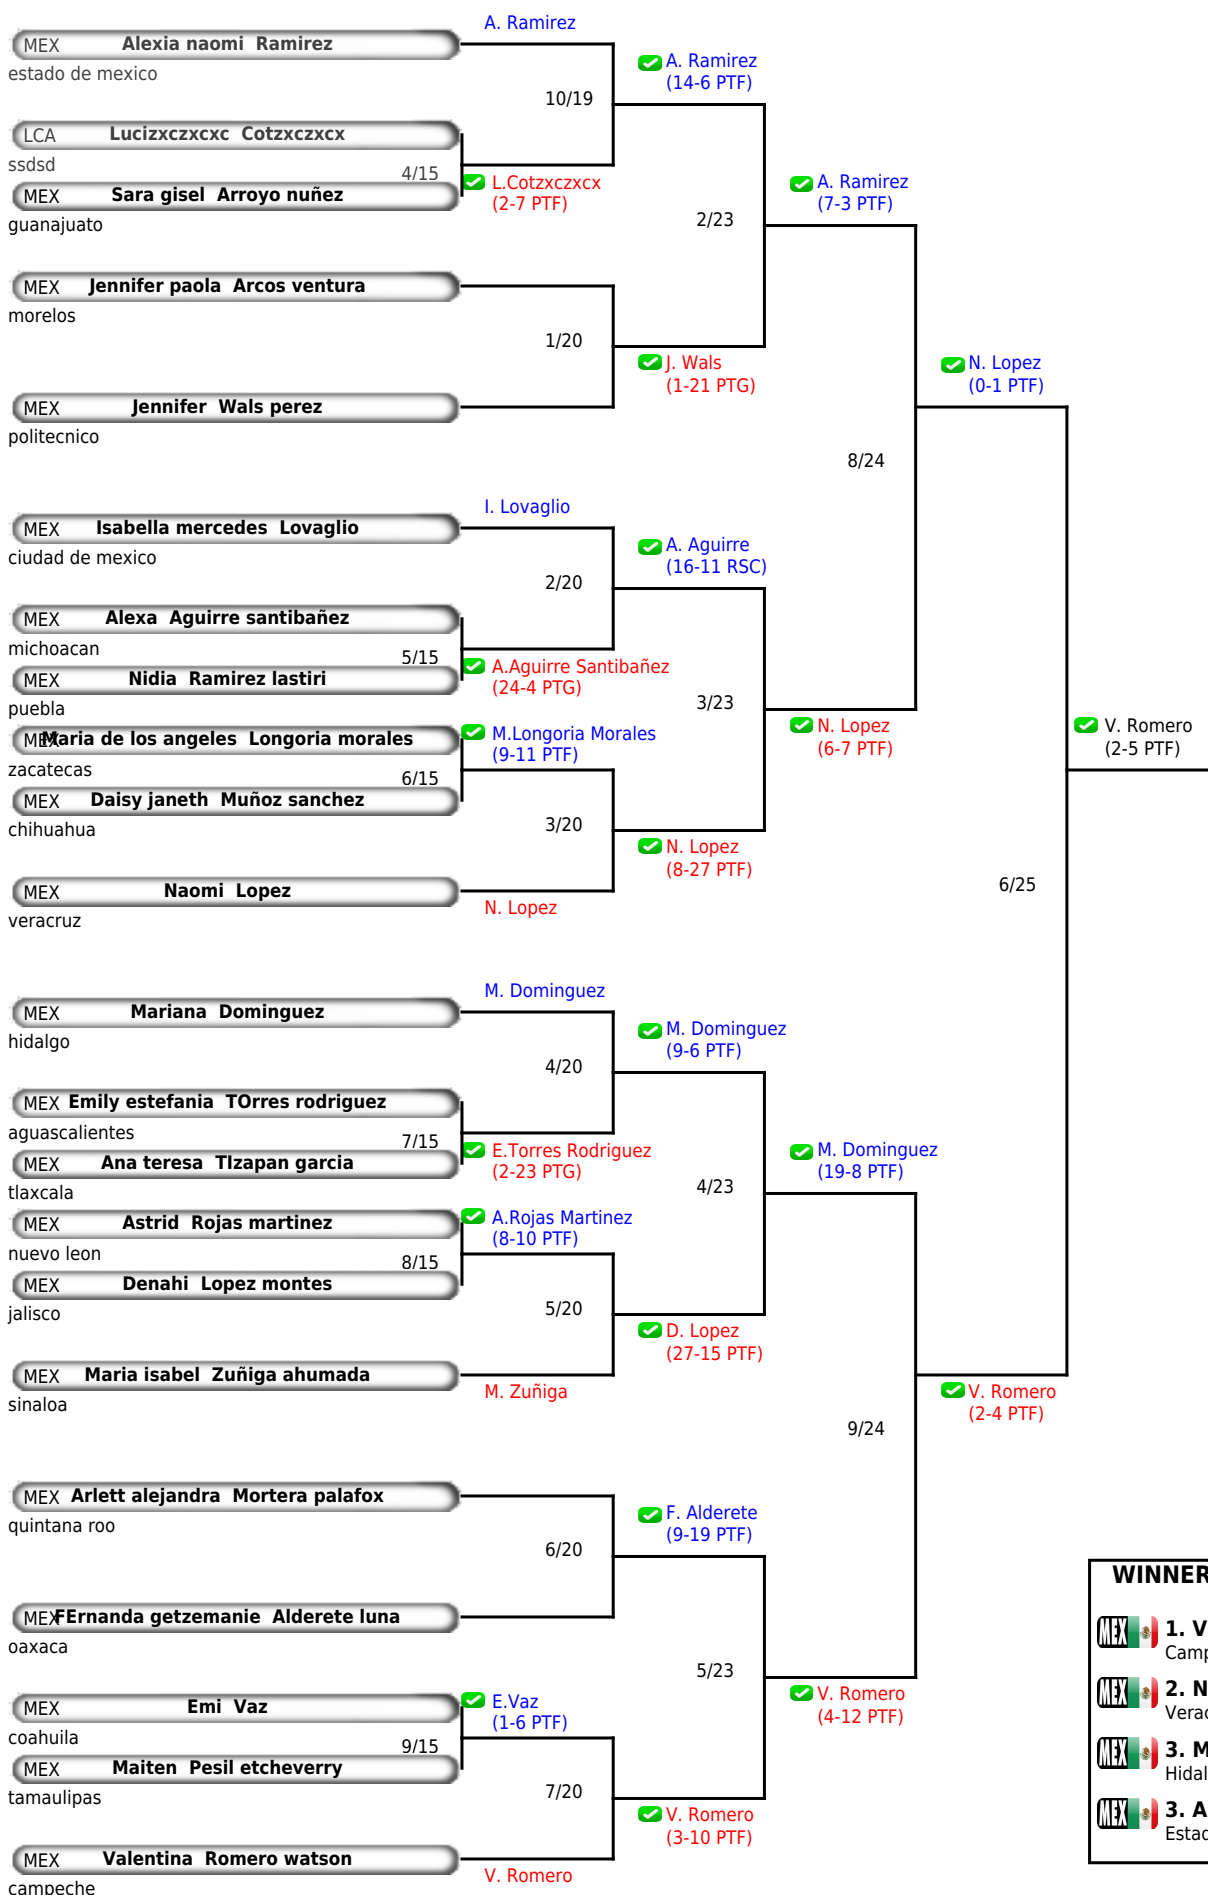 A. Ramirez
MEX Alexia naomi Ramirez
estado de mexico
A. Ramirez
(14-6 PTF)
10/19
LCA Lucizxczxcxc Cotzxczxcx
ssdsd
4/15
L.Cotzxczxcx
(2-7 PTF)
MEX Sara gisel Arroyo nuñez
guanajuato
A. Ramirez
(7-3 PTF)
2/23
MEX Jennifer paola Arcos ventura
morelos
1/20
J. Wals
(1-21 PTG)
MEX Jennifer Wals perez
politecnico
N. Lopez
(0-1 PTF)
8/24
I. Lovaglio
MEX Isabella mercedes Lovaglio
ciudad de mexico
A. Aguirre
(16-11 RSC)
2/20
MEX Alexa Aguirre santibañez
michoacan
5/15
A.Aguirre Santibañez
(24-4 PTG)
MEX Nidia Ramirez lastiri
puebla
3/23
N. Lopez
(6-7 PTF)
V. Romero
(2-5 PTF)
MEX Maria de los angeles Longoria morales
zacatecas
M.Longoria Morales
(9-11 PTF)
6/15
MEX Daisy janeth Muñoz sanchez
chihuahua
3/20
N. Lopez
(8-27 PTF)
MEX Naomi Lopez
veracruz
N. Lopez
6/25
M. Dominguez
MEX Mariana Dominguez
hidalgo
M. Dominguez
(9-6 PTF)
4/20
MEX Emily estefania TOrres rodriguez
aguascalientes
7/15
E.Torres Rodriguez
(2-23 PTG)
MEX Ana teresa Tlzapan garcia
tlaxcala
M. Dominguez
(19-8 PTF)
4/23
MEX Astrid Rojas martinez
nuevo leon
A.Rojas Martinez
(8-10 PTF)
8/15
MEX Denahi Lopez montes
jalisco
5/20
D. Lopez
(27-15 PTF)
MEX Maria isabel Zuñiga ahumada
sinaloa
M. Zuñiga
V. Romero
(2-4 PTF)
9/24
MEX Arlett alejandra Mortera palafox
quintana roo
F. Alderete
(9-19 PTF)
6/20
MEX FErnanda getzemanie Alderete luna
oaxaca
5/23
V. Romero
(4-12 PTF)
MEX Emi Vaz
coahuila
E.Vaz
(1-6 PTF)
9/15
MEX Maiten Pesil etcheverry
tamaulipas
7/20
V. Romero
(3-10 PTF)
MEX Valentina Romero watson
campeche
V. Romero
WINNER
MEX 1. V
Camp
MEX 2. N
Verac
MEX 3. M
Hidal
MEX 3. A
Estad